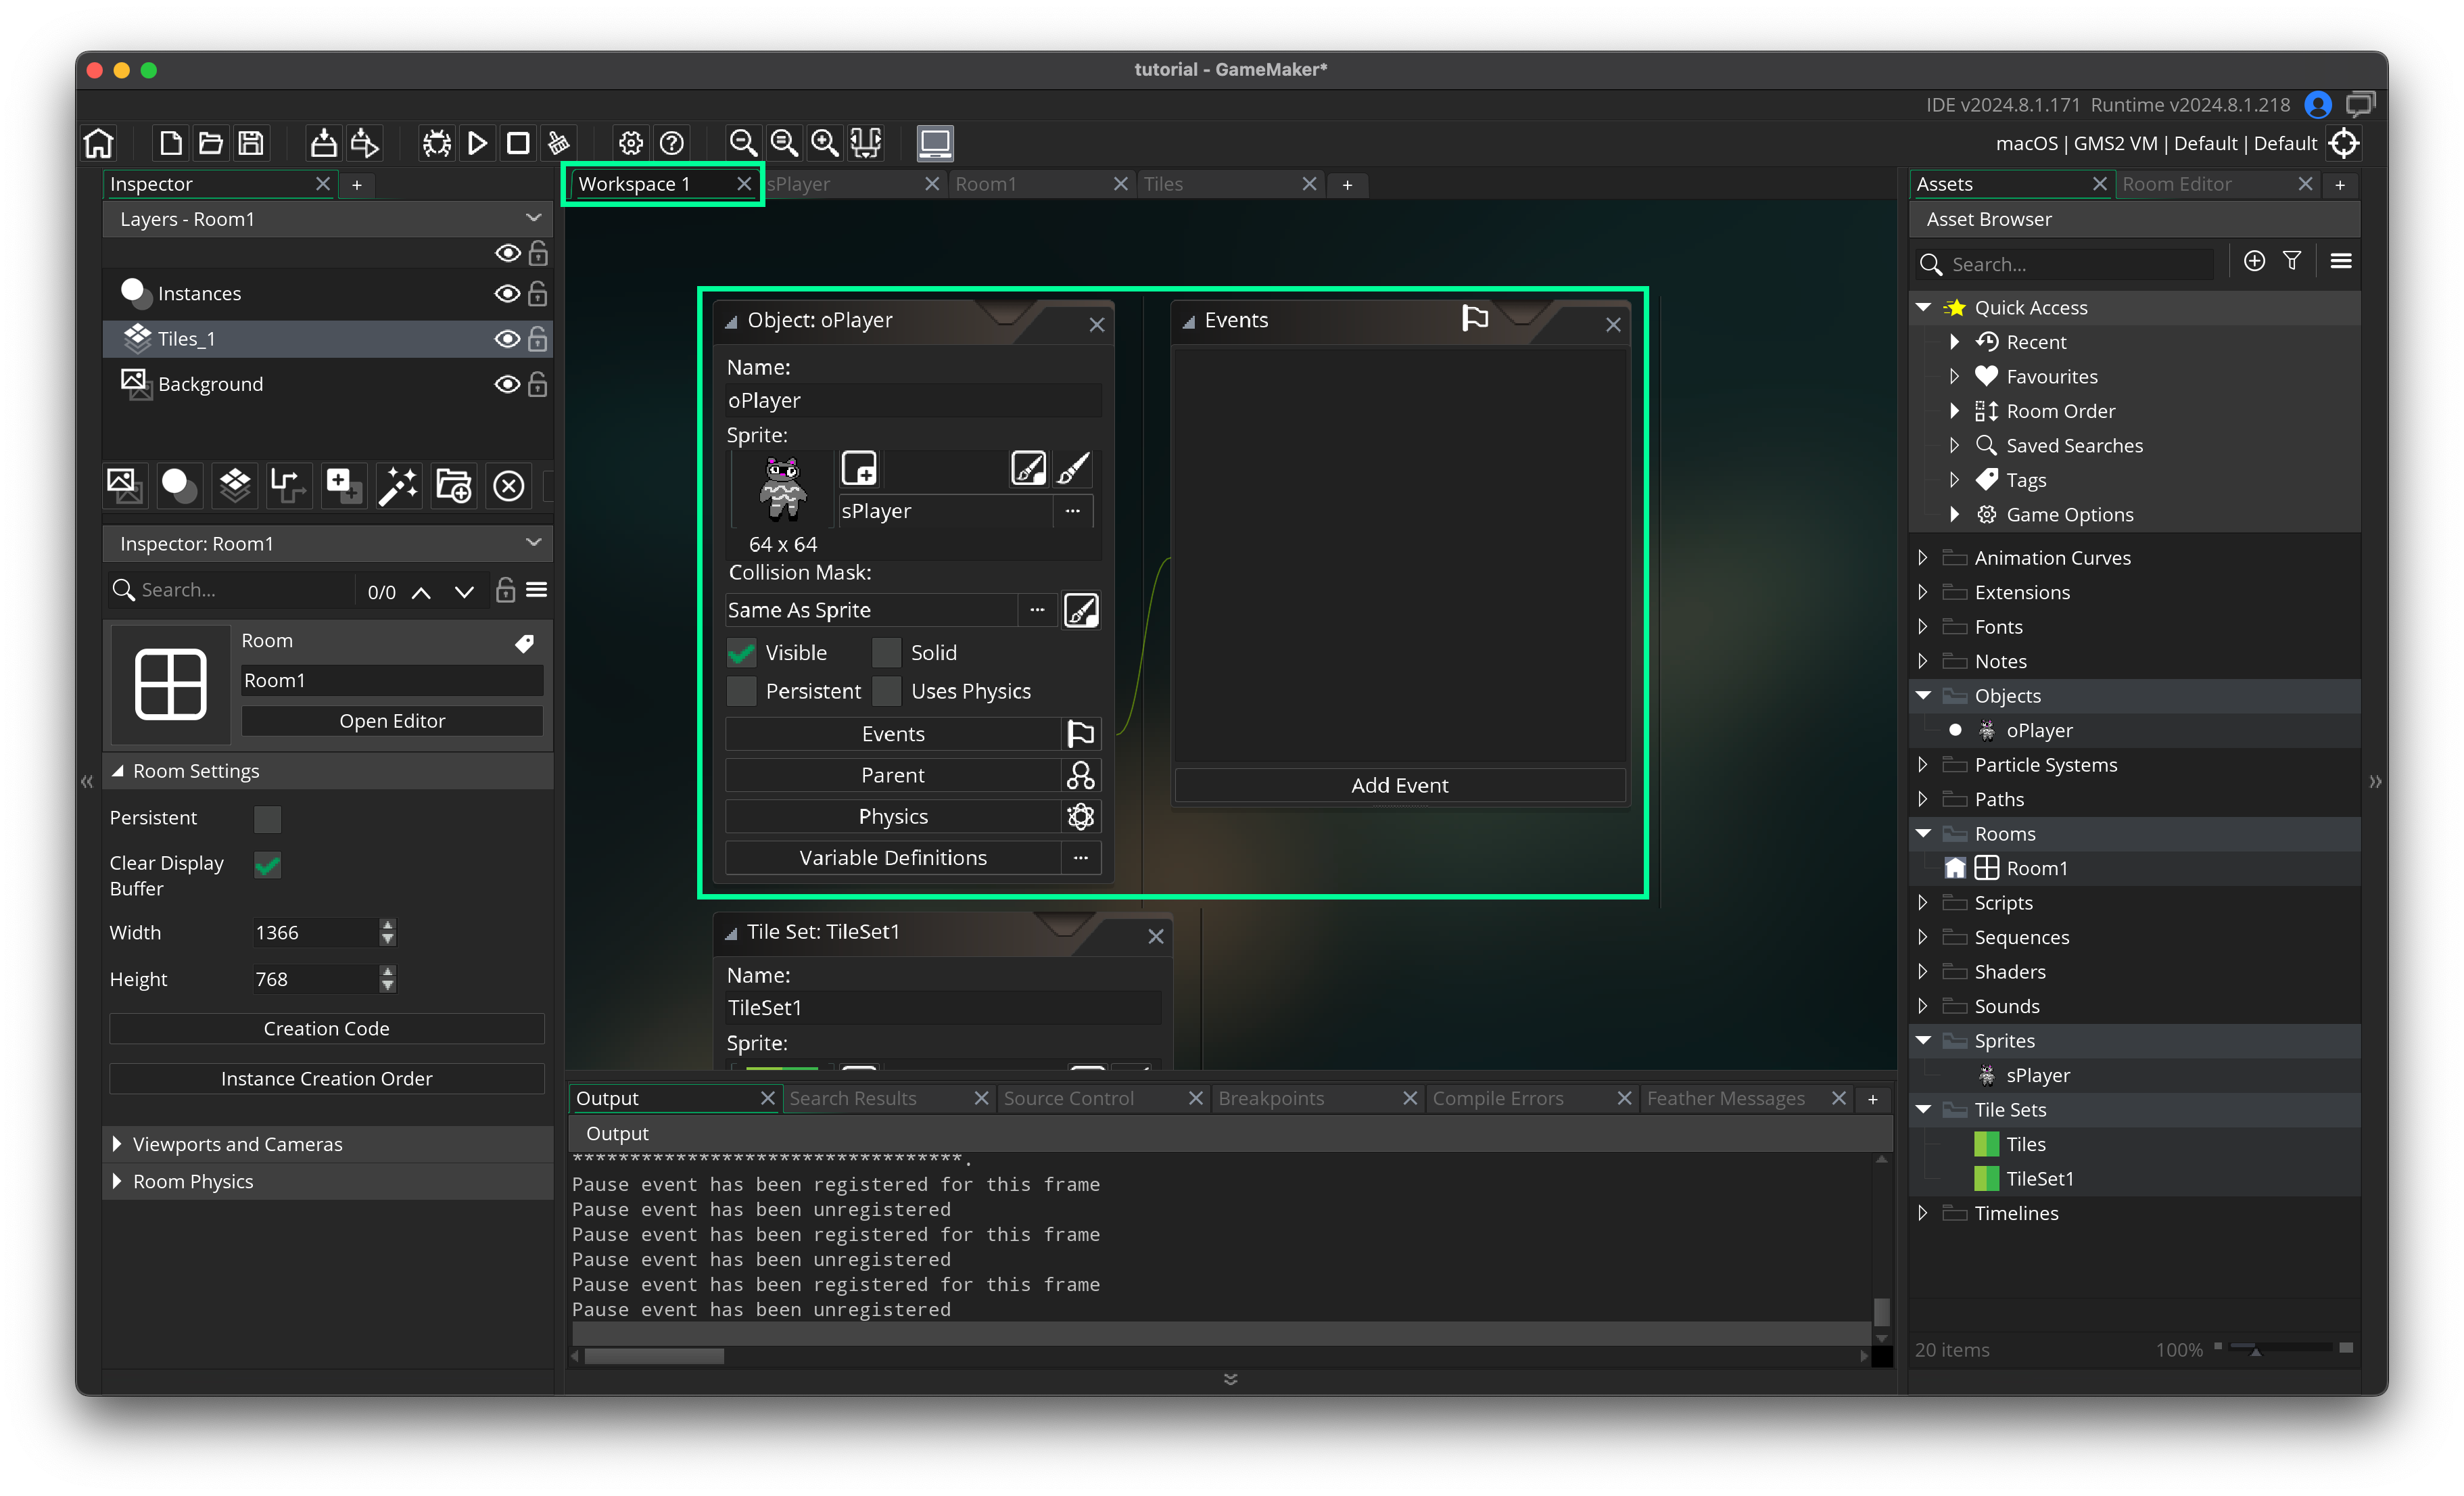 tutorial - GameMaker*
IDE v2024.8.1.171 Runtime v2024.8.1.218
macOS | GMS2 VM | Default | Default
Inspector
Workspace 1
sPlayer
Room1
Tiles
Assets
Room Editor
Layers - Room1
Instances
Tiles_1
Background
Inspector: Room1
Search...
0/0
Room
Room1
Open Editor
Room Settings
Persistent
Clear Display
Buffer
Width
1366
Height
768
Creation Code
Instance Creation Order
Viewports and Cameras
Room Physics
Object: oPlayer
Name:
oPlayer
Sprite:
sPlayer
64 x 64
Collision Mask:
Same As Sprite
Visible
Solid
Persistent
Uses Physics
Events
Parent
Physics
Variable Definitions
Events
Add Event
Tile Set: TileSet1
Name:
TileSet1
Sprite:
Output
Search Results
Source Control
Breakpoints
Compile Errors
Feather Messages
Output
**********************************.
Pause event has been registered for this frame
Pause event has been unregistered
Pause event has been registered for this frame
Pause event has been unregistered
Pause event has been registered for this frame
Pause event has been unregistered
Asset Browser
Search...
Quick Access
Recent
Favourites
Room Order
Saved Searches
Tags
Game Options
Animation Curves
Extensions
Fonts
Notes
Objects
oPlayer
Particle Systems
Paths
Rooms
Room1
Scripts
Sequences
Shaders
Sounds
Sprites
sPlayer
Tile Sets
Tiles
TileSet1
Timelines
20 items
100%